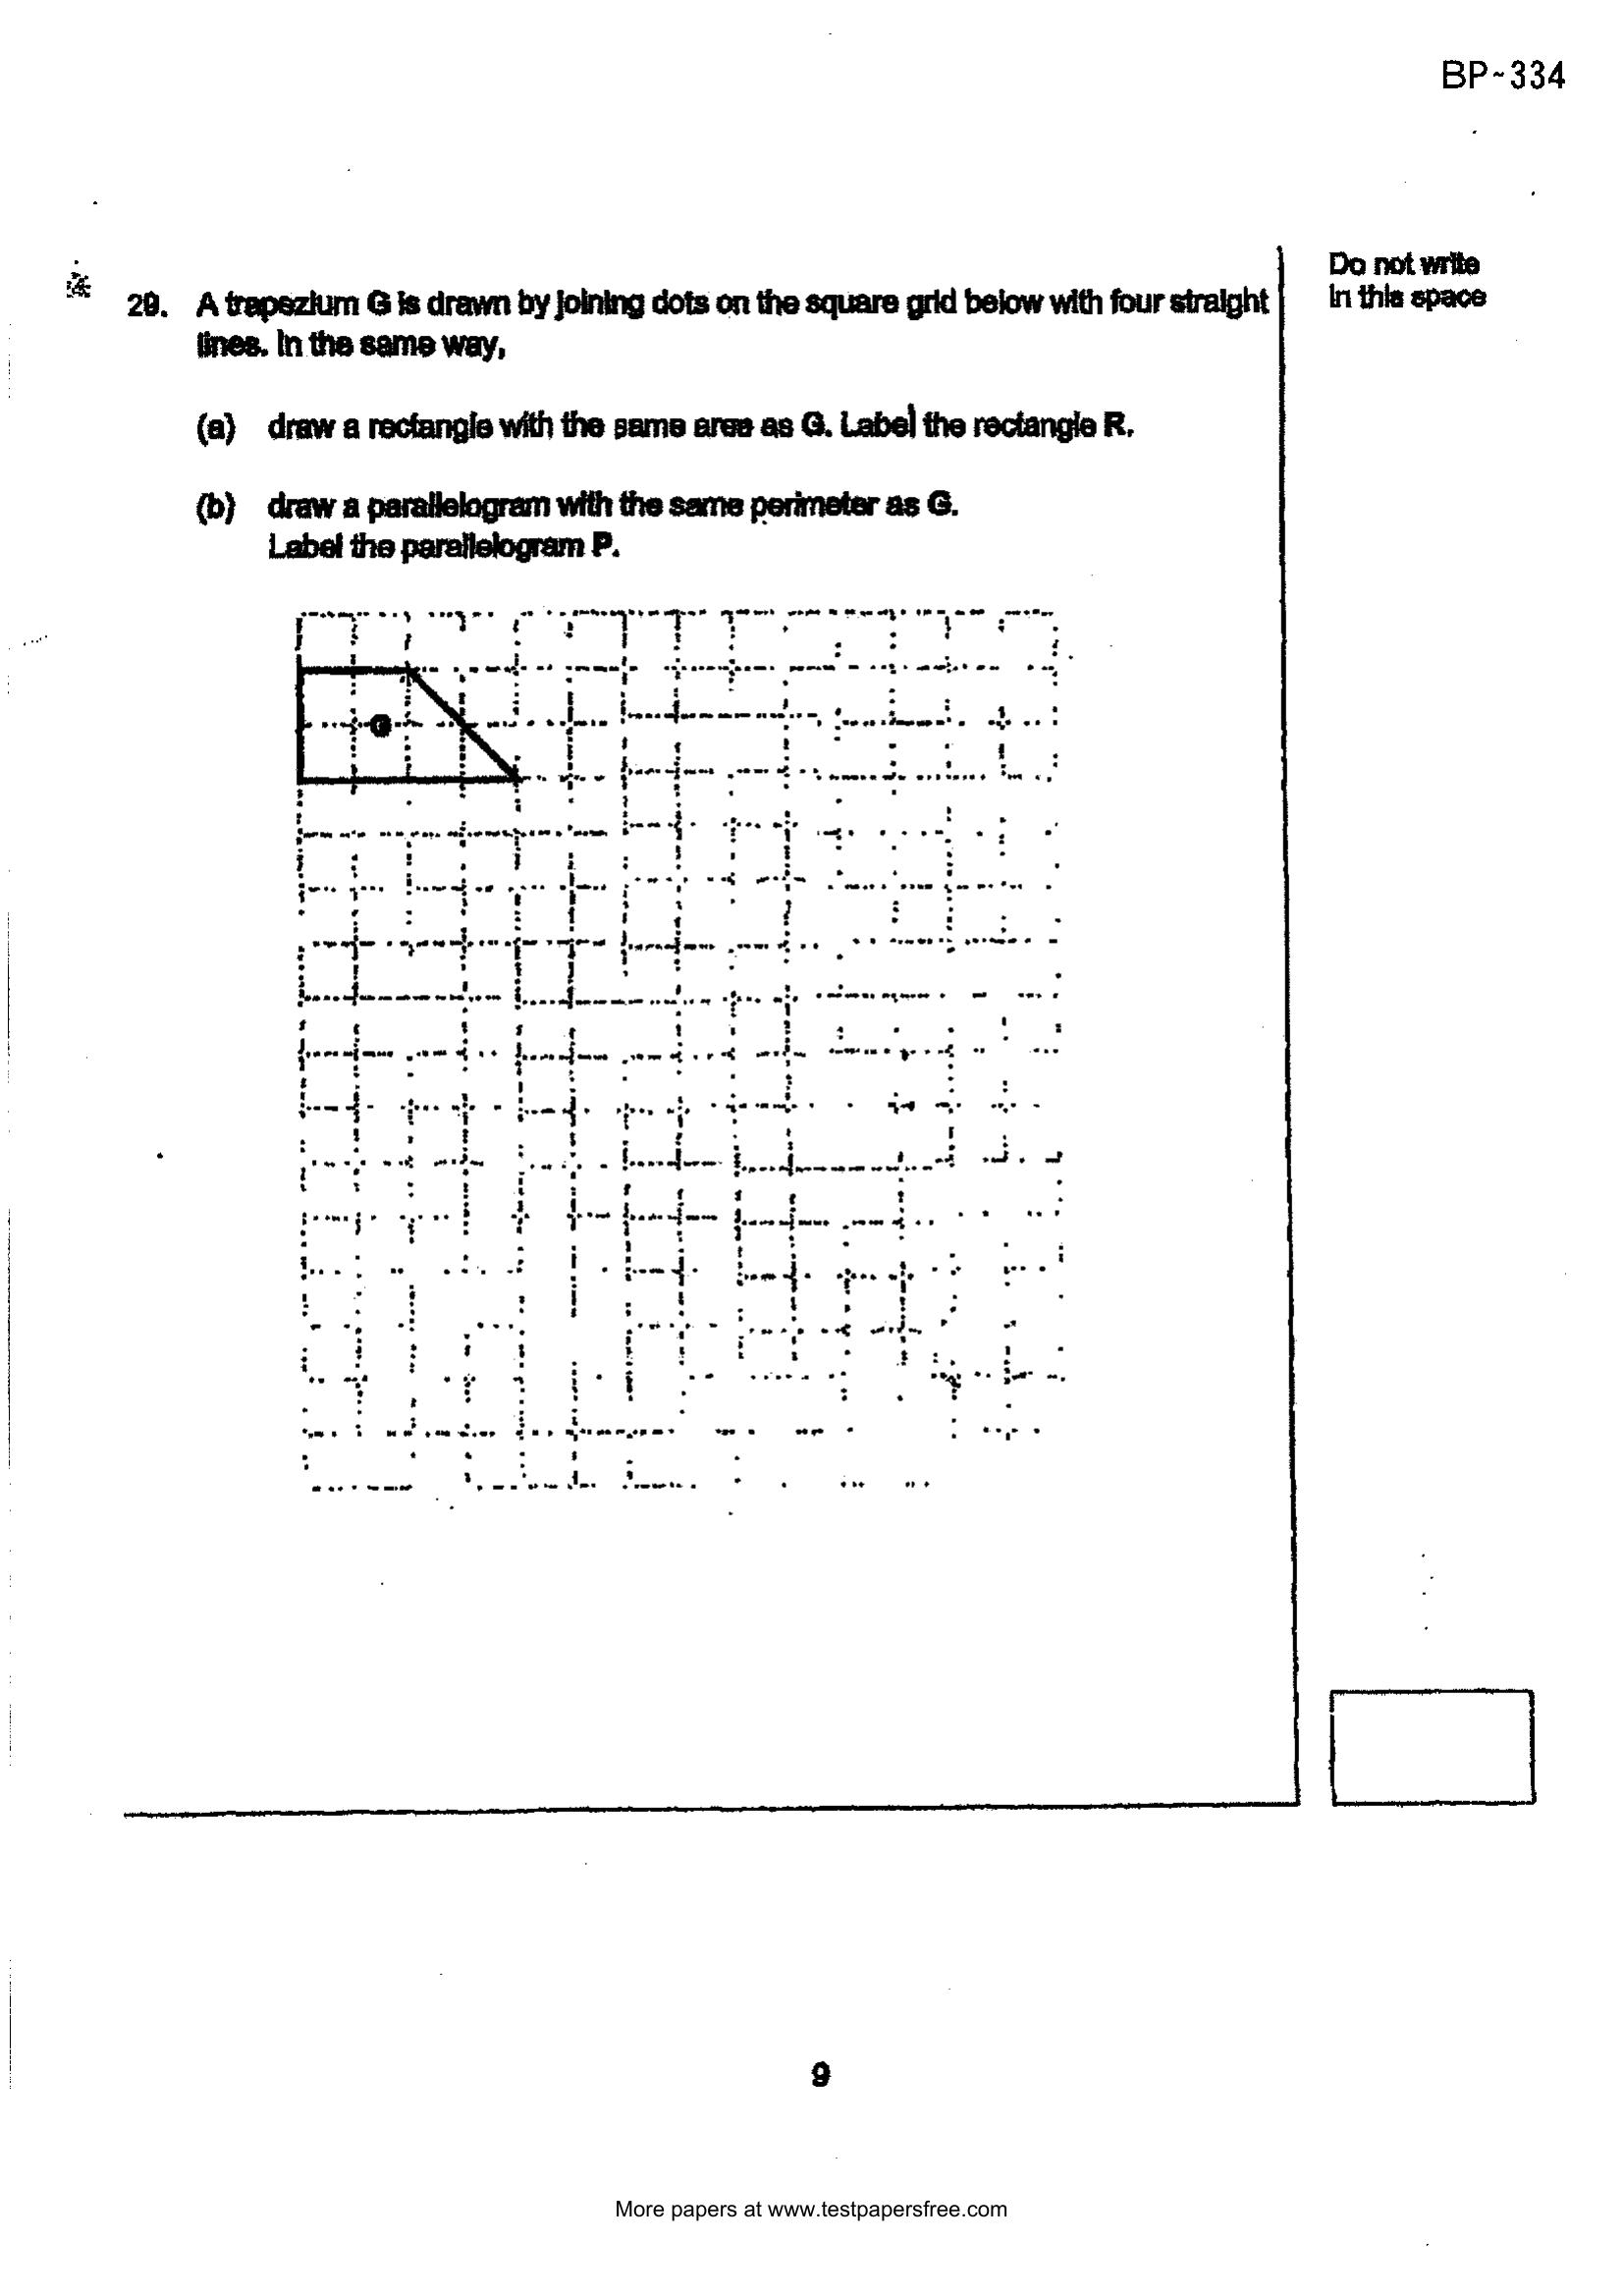 BP-334
Do not write
in this space
29. A trapezium G is drawn by joining dots on the square grid below with four straight
lines. In the same way,
(a) draw a rectangle with the same area as G. Label the rectangle R.
(b) draw a parallelogram with the same perimeter as G.
Label the parallelogram P.
G
9
More papers at www.testpapersfree.com